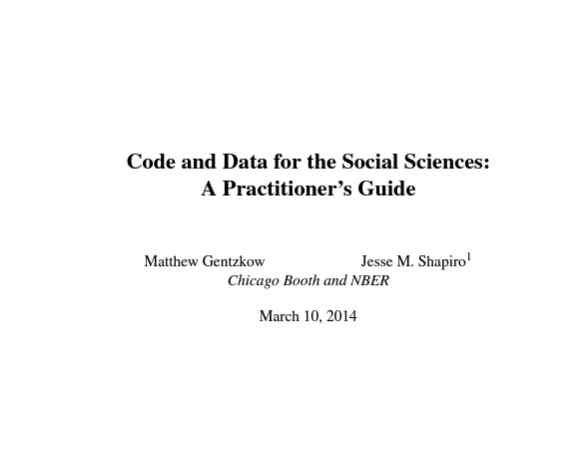 Code and Data for the Social Sciences:
A Practitioner’s Guide
Matthew Gentzkow Jesse M. Shapiro¹
Chicago Booth and NBER
March 10, 2014